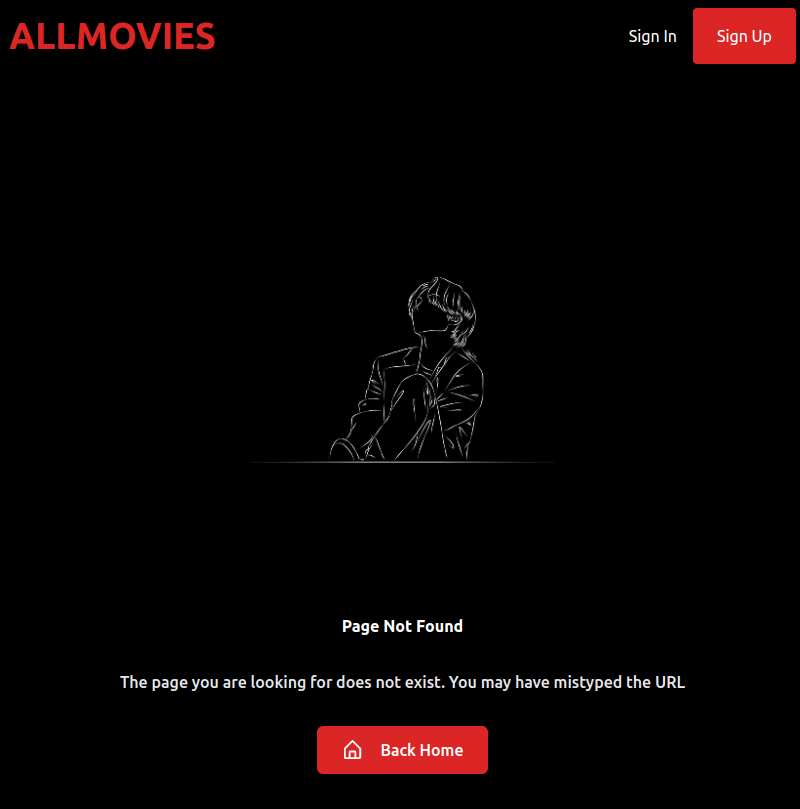 ALLMOVIES
Sign In
Sign Up
Page Not Found
The page you are looking for does not exist. You may have mistyped the URL
Back Home